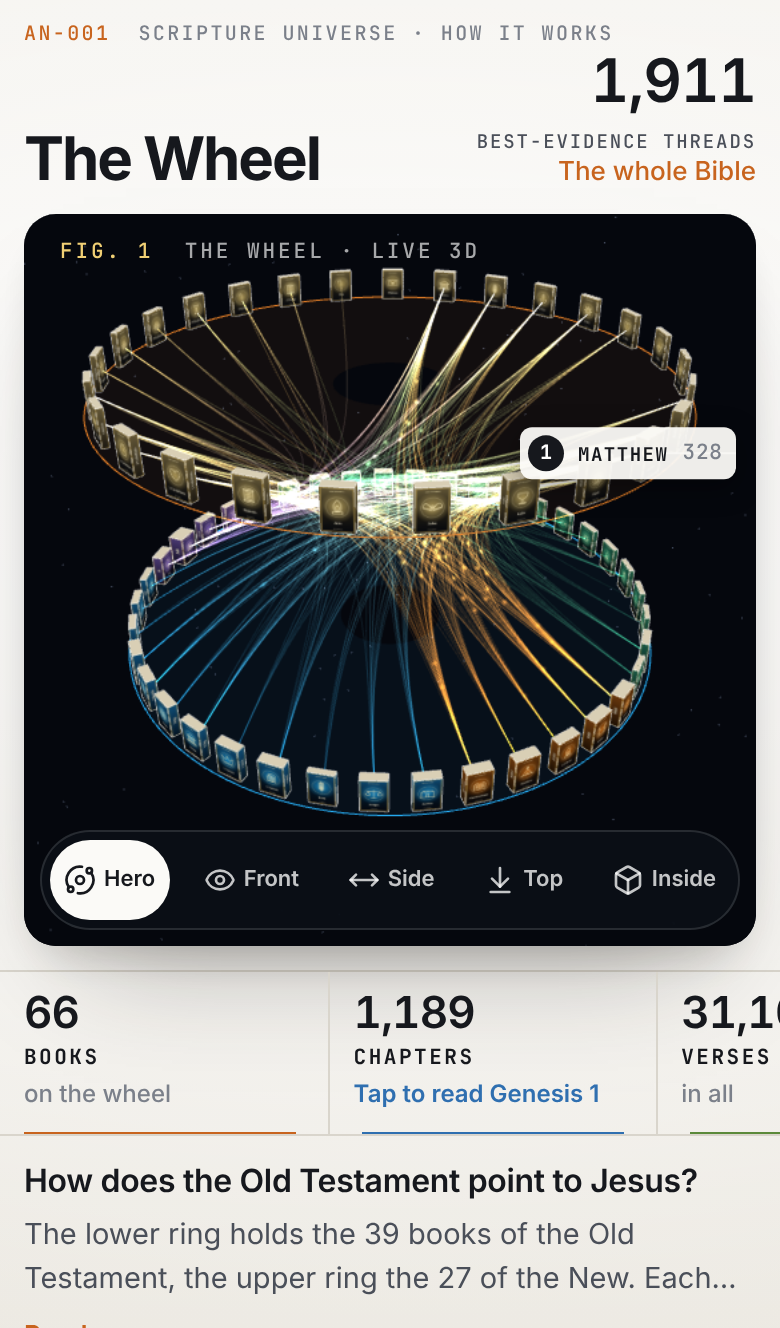 AN-001 SCRIPTURE UNIVERSE · HOW IT WORKS
1,911
The Wheel
BEST-EVIDENCE THREADS
The whole Bible
FIG. 1 THE WHEEL · LIVE 3D
1 MATTHEW 328
Hero Front Side Top Inside
66
BOOKS
on the wheel
1,189
CHAPTERS
Tap to read Genesis 1
VERSES
in all
How does the Old Testament point to Jesus?
The lower ring holds the 39 books of the Old
Testament, the upper ring the 27 of the New. Each...